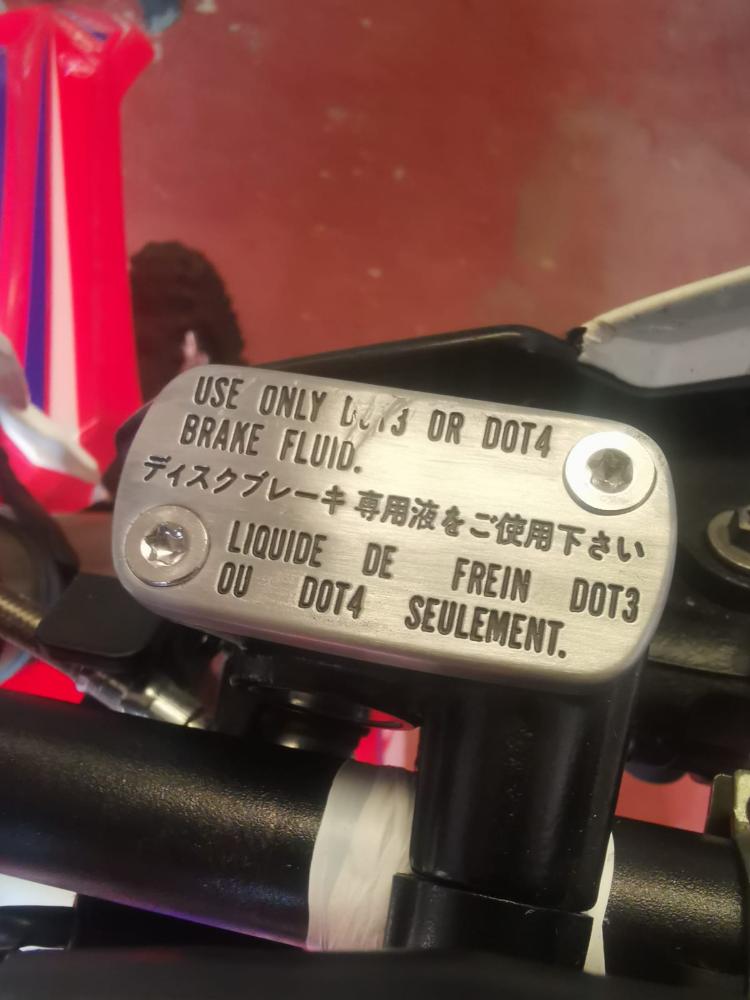 USE ONLY DOT3 OR DOT4
BRAKE FLUID.
ディスクブレーキ専用液をご使用下さい
LIQUIDE DE FREIN DOT3
OU DOT4 SEULEMENT.